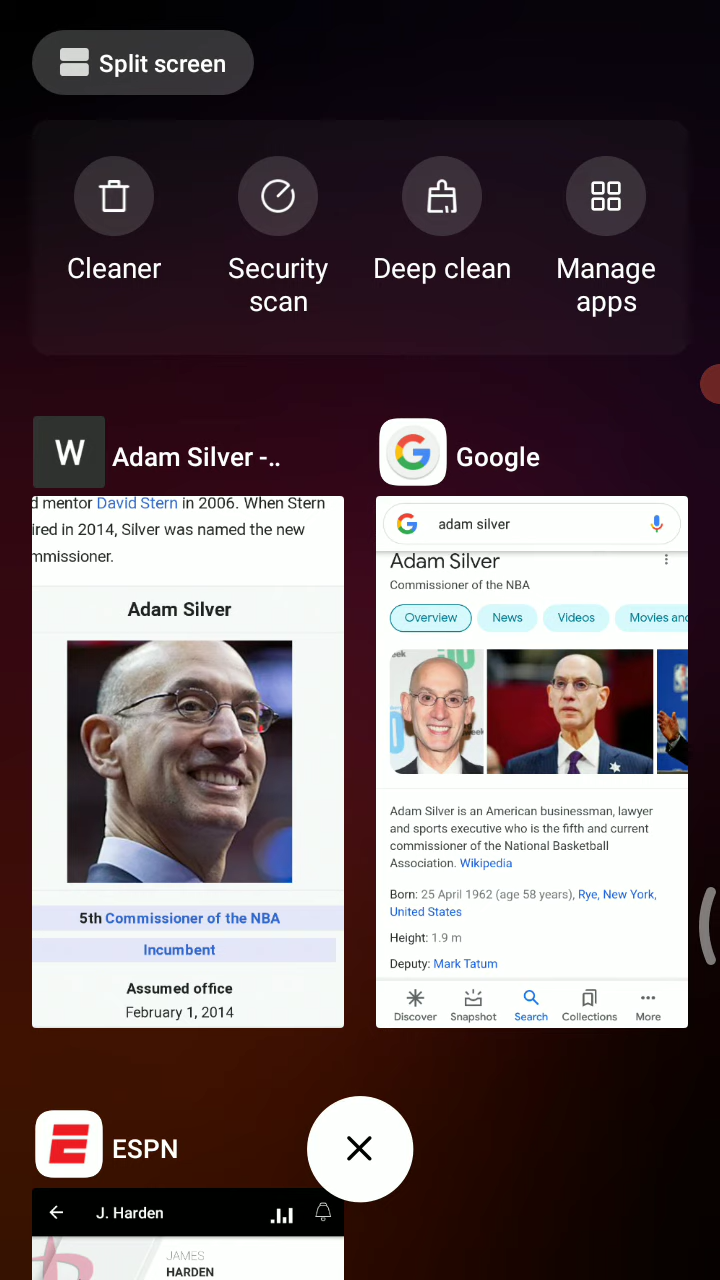 Split screen
Cleaner
Security
scan
Deep clean
Manage
apps
W
Adam Silver -..
d mentor David Stern in 2006. When Stern
ired in 2014, Silver was named the new
mmissioner.
Adam Silver
5th Commissioner of the NBA
Incumbent
Assumed office
February 1, 2014
Google
adam silver
Adam Silver
Commissioner of the NBA
Overview
News
Videos
Movies and
Adam Silver is an American businessman, lawyer
and sports executive who is the fifth and current
commissioner of the National Basketball
Association. Wikipedia
Born: 25 April 1962 (age 58 years), Rye, New York,
United States
Height: 1.9 m
Deputy: Mark Tatum
Discover
Snapshot
Search
Collections
More
ESPN
J. Harden
JAMES
HARDEN